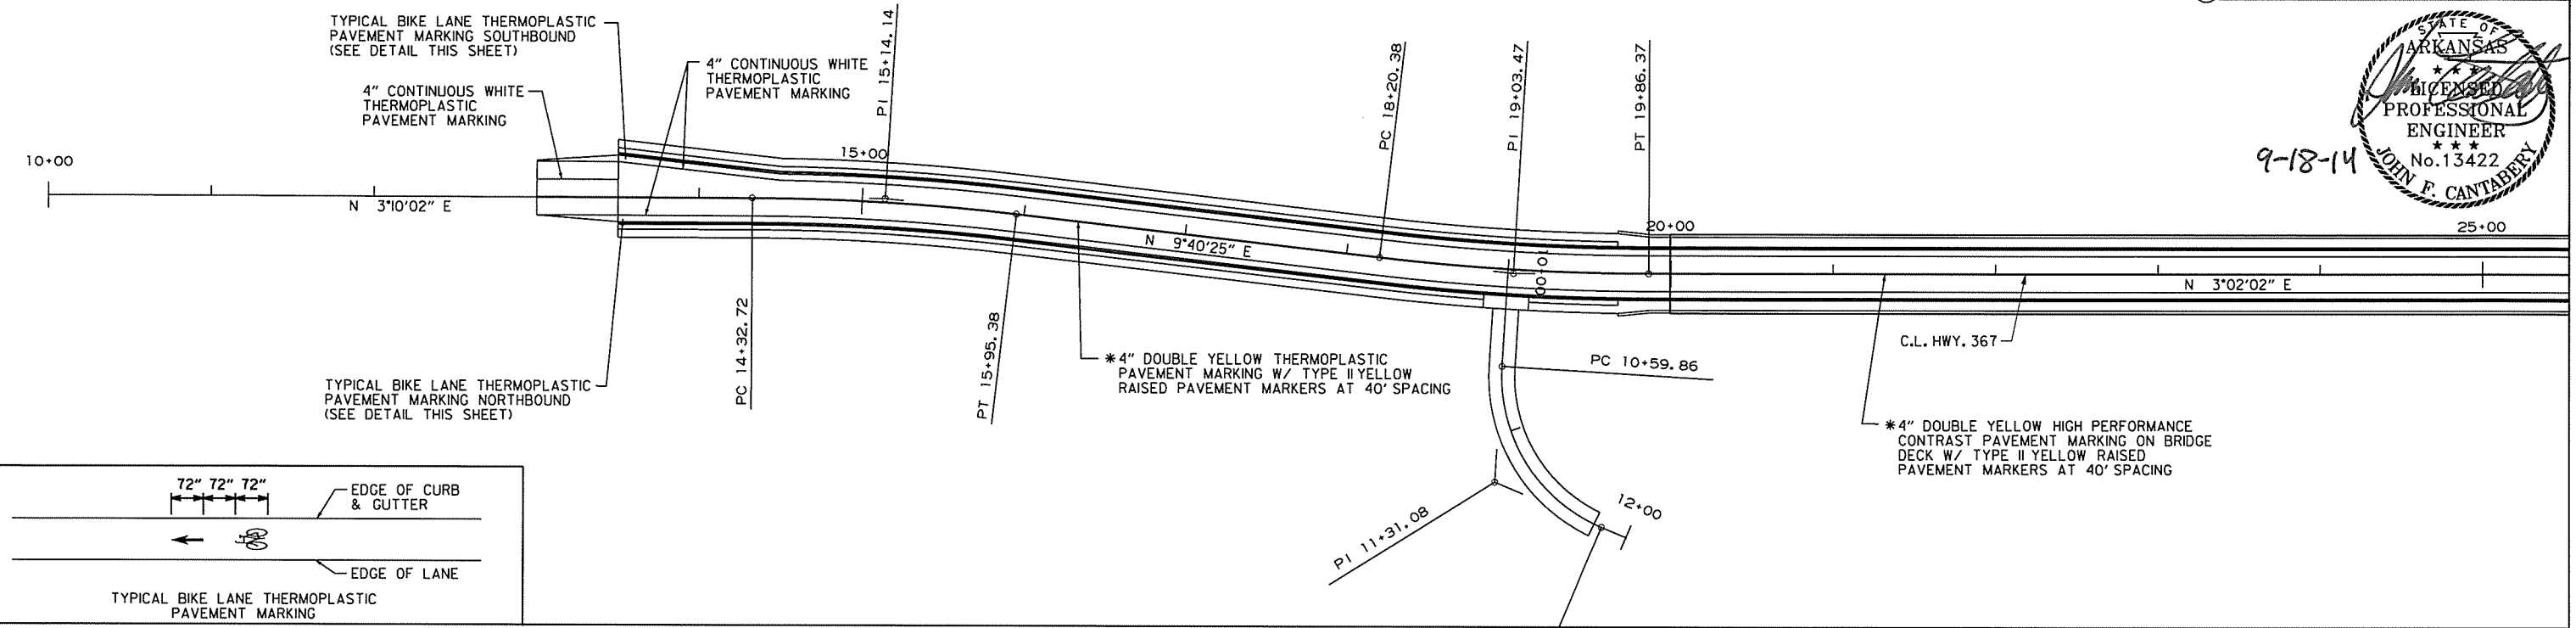 TYPICAL BIKE LANE THERMOPLASTIC
PAVEMENT MARKING SOUTHBOUND
(SEE DETAIL THIS SHEET)
4" CONTINUOUS WHITE
THERMOPLASTIC
PAVEMENT MARKING
4" CONTINUOUS WHITE
THERMOPLASTIC
PAVEMENT MARKING
PI 15+14.14
PC 18+20.38
PI 19+03.47
PT 19+86.37
STATE OF
ARKANSAS
★ ★ ★
LICENSED
PROFESSIONAL
ENGINEER
★ ★ ★
No.13422
JOHN F. CANTABERY
9-18-14
10+00
15+00
20+00
25+00
N 3°10'02" E
N 9°40'25" E
10+00
N 3°02'02" E
C.L. HWY. 367
PC 14+32.72
PT 15+95.38
*4" DOUBLE YELLOW THERMOPLASTIC
PAVEMENT MARKING W/ TYPE II YELLOW
RAISED PAVEMENT MARKERS AT 40' SPACING
PC 10+59.86
TYPICAL BIKE LANE THERMOPLASTIC
PAVEMENT MARKING NORTHBOUND
(SEE DETAIL THIS SHEET)
*4" DOUBLE YELLOW HIGH PERFORMANCE
CONTRAST PAVEMENT MARKING ON BRIDGE
DECK W/ TYPE II YELLOW RAISED
PAVEMENT MARKERS AT 40' SPACING
PI 11+31.08
12+00
72" 72" 72"
EDGE OF CURB
& GUTTER
EDGE OF LANE
TYPICAL BIKE LANE THERMOPLASTIC
PAVEMENT MARKING